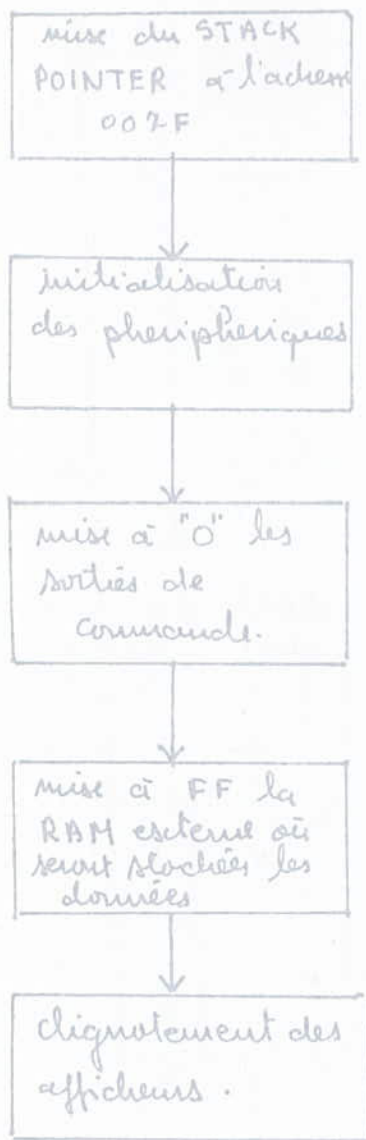 mise du STACK
POINTER à l'adresse
007F
initialisation
des pheripheriques
mise à "0" les
sorties de
commande.
mise à FF la
RAM externe où
seront stockées les
données
clignotement des
afficheurs.